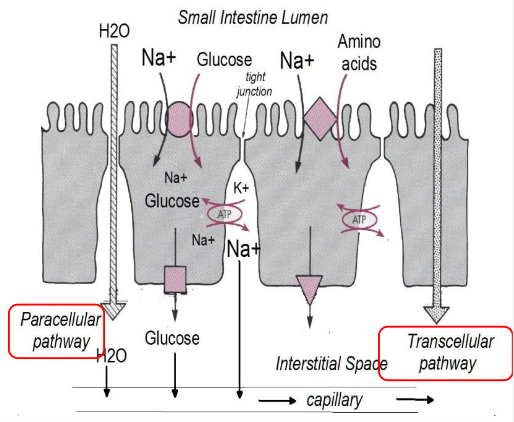 Small Intestine Lumen
H2O
Na+
Glucose
Na+
Amino
acids
tight
junction
Na+
Glucose
K+
ATP
ATP
Na+
Na+
Paracellular
pathway
H2O
Glucose
Interstitial Space
Transcellular
pathway
capillary